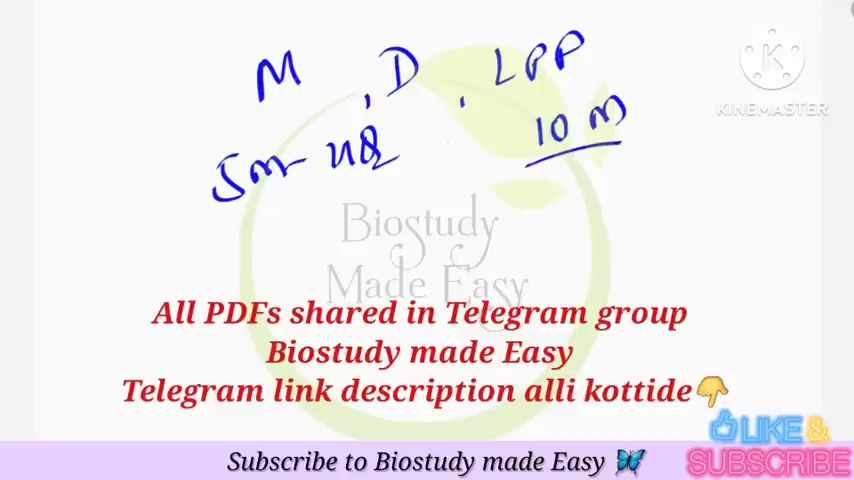 M , D , LPP
KINEMASTER
5m 10 m
Biostudy
Made Easy
All PDFs shared in Telegram group
Biostudy made Easy
Telegram link description alli kottide👇
LIKE &
Subscribe to Biostudy made Easy 🦋 SUBSCRIBE